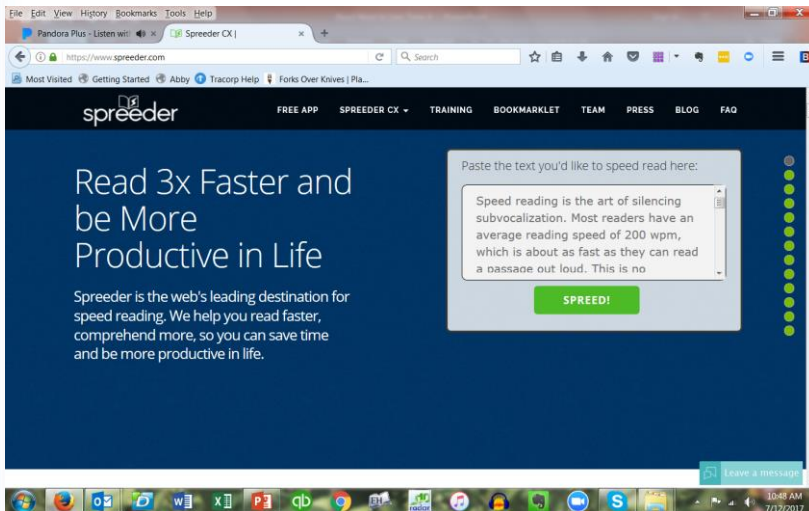 File Edit View History Bookmarks Tools Help
Pandora Plus - Listen wit
Spreeder CX |
https://www.spreeder.com
Search
Most Visited Getting Started Abby Tracorp Help Forks Over Knives | Pla...
spreeder
FREE APP SPREEDER CX TRAINING BOOKMARKLET TEAM PRESS BLOG FAQ
Read 3x Faster and
be More
Productive in Life
Spreeder is the web's leading destination for
speed reading. We help you read faster,
comprehend more, so you can save time
and be more productive in life.
Paste the text you'd like to speed read here:
Speed reading is the art of silencing
subvocalization. Most readers have an
average reading speed of 200 wpm,
which is about as fast as they can read
a passage out loud. This is no
SPREED!
Leave a message
10:48 AM
7/12/2017